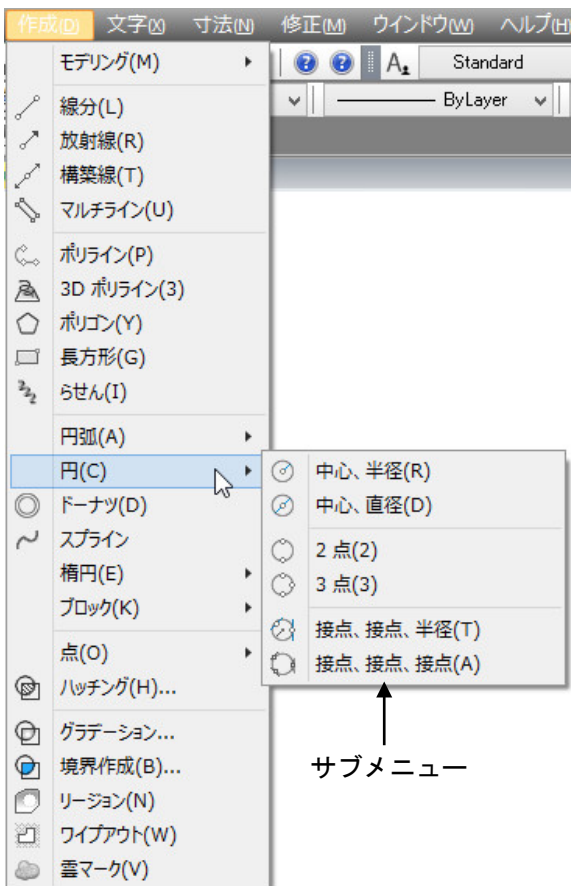 作成(D) 文字(X) 寸法(N) 修正(M) ウインドウ(W) ヘルプ(H)
Standard
ByLayer
モデリング(M)
線分(L)
放射線(R)
構築線(T)
マルチライン(U)
ポリライン(P)
3D ポリライン(3)
ポリゴン(Y)
長方形(G)
らせん(I)
円弧(A)
円(C)
ドーナツ(D)
スプライン
楕円(E)
ブロック(K)
点(O)
ハッチング(H)...
グラデーション...
境界作成(B)...
リージョン(N)
ワイプアウト(W)
雲マーク(V)
中心、半径(R)
中心、直径(D)
2 点(2)
3 点(3)
接点、接点、半径(T)
接点、接点、接点(A)
サブメニュー